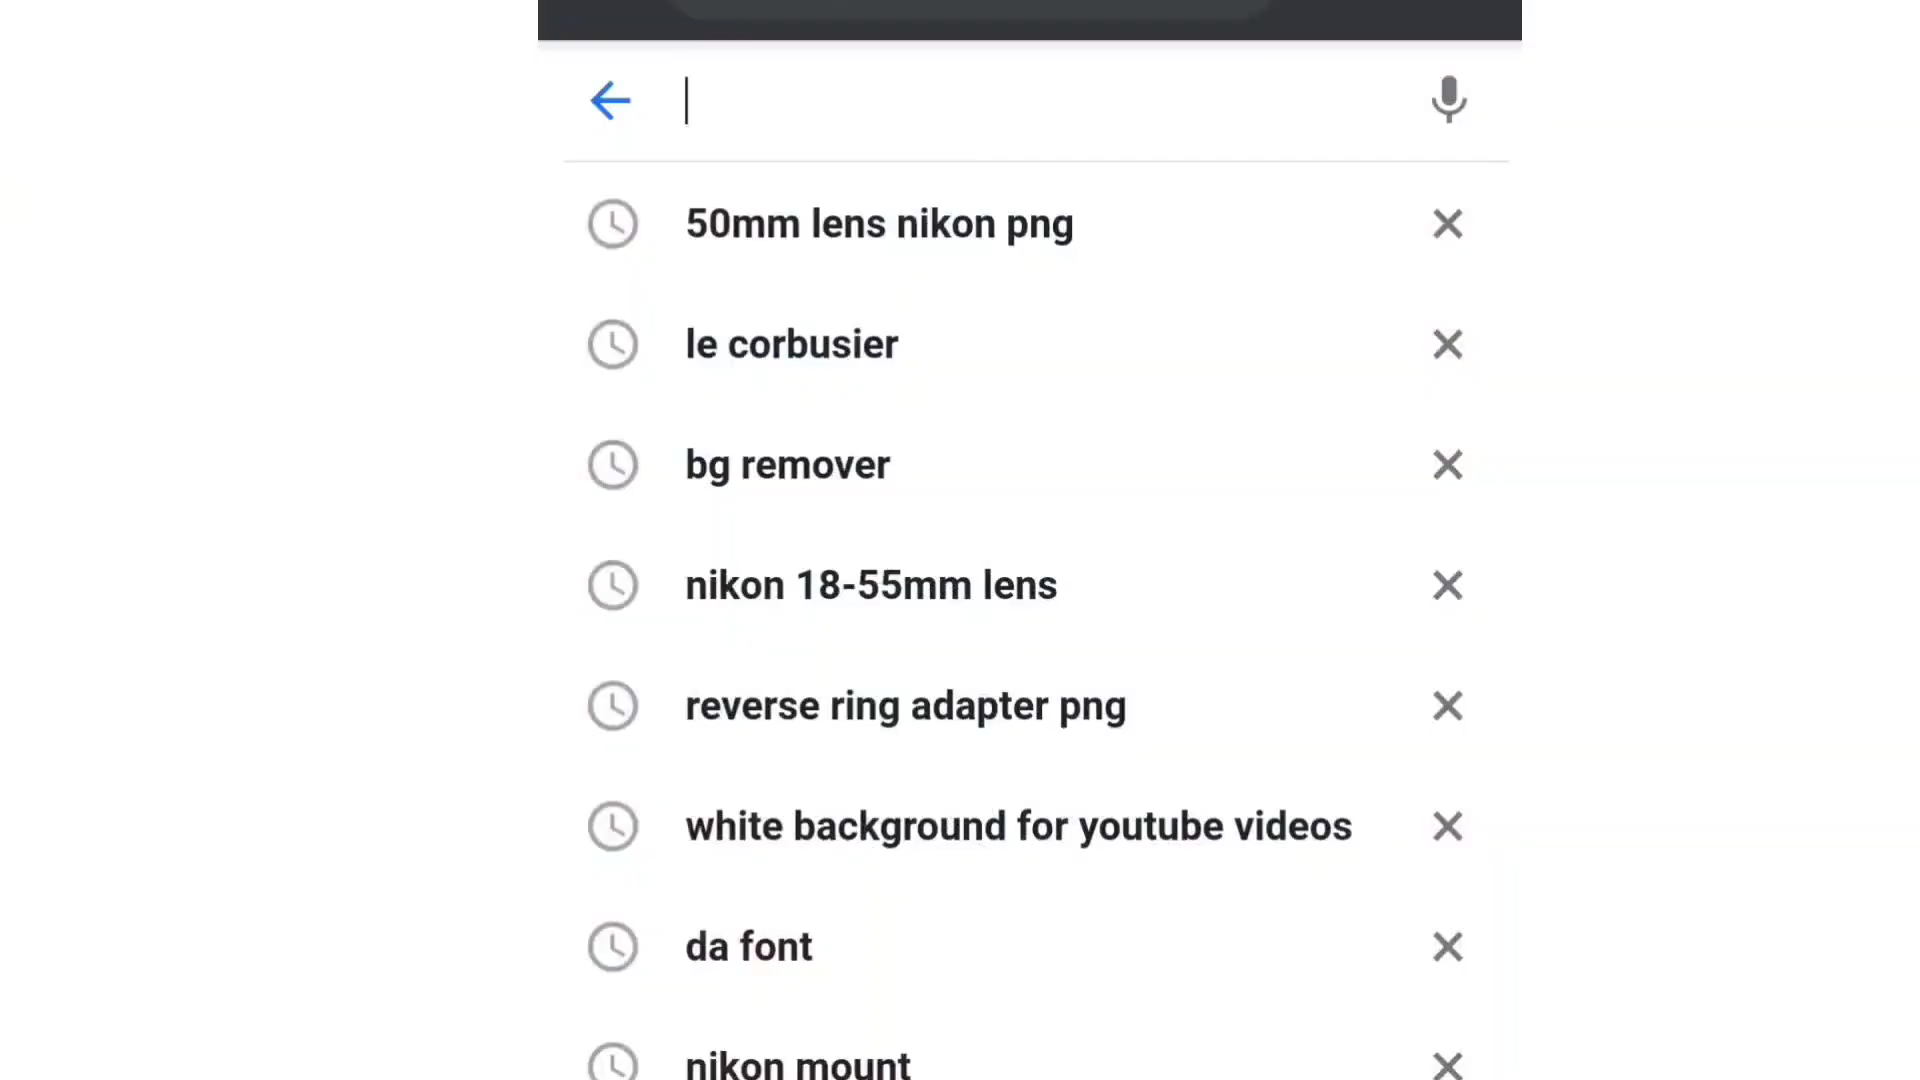 50mm lens nikon png
le corbusier
bg remover
nikon 18-55mm lens
reverse ring adapter png
white background for youtube videos
da font
nikon mount